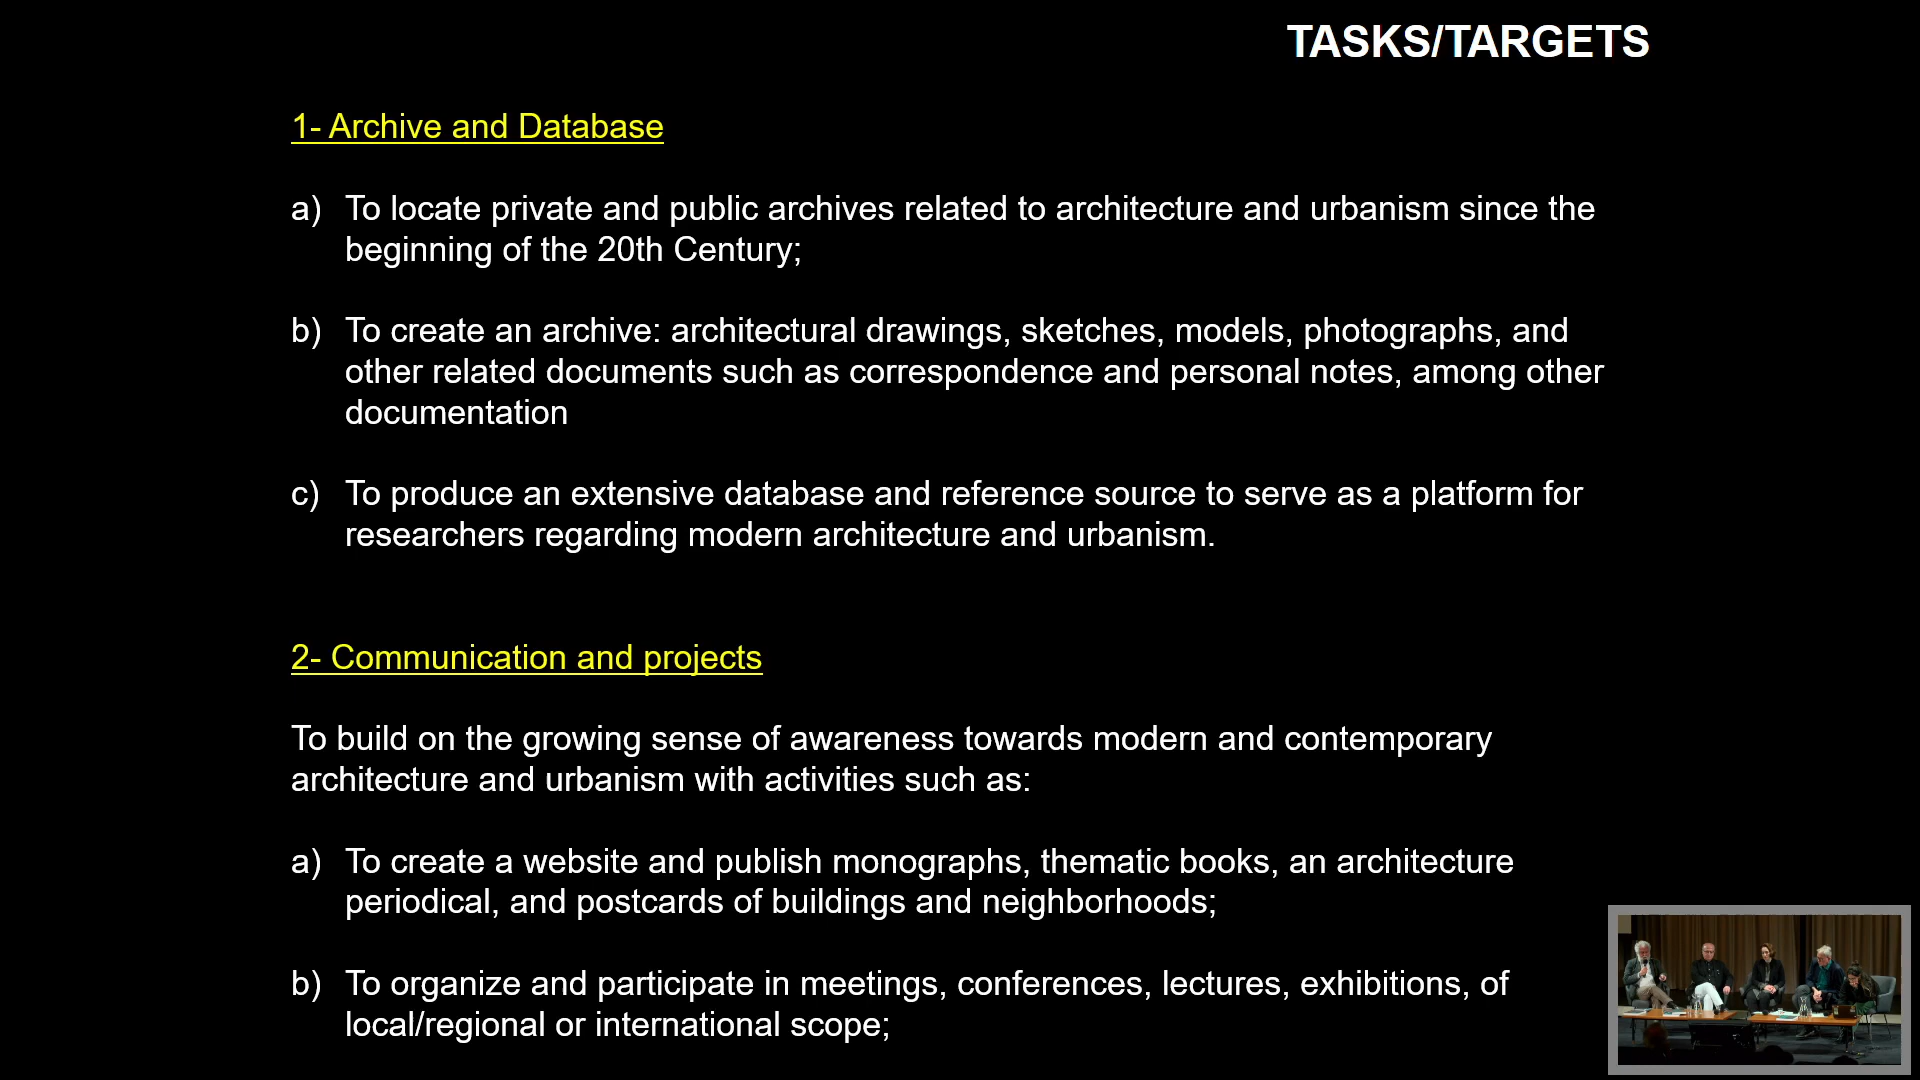 TASKS/TARGETS
1- Archive and Database
a) To locate private and public archives related to architecture and urbanism since the
beginning of the 20th Century;
b) To create an archive: architectural drawings, sketches, models, photographs, and
other related documents such as correspondence and personal notes, among other
documentation
c) To produce an extensive database and reference source to serve as a platform for
researchers regarding modern architecture and urbanism.
2- Communication and projects
To build on the growing sense of awareness towards modern and contemporary
architecture and urbanism with activities such as:
a) To create a website and publish monographs, thematic books, an architecture
periodical, and postcards of buildings and neighborhoods;
b) To organize and participate in meetings, conferences, lectures, exhibitions, of
local/regional or international scope;